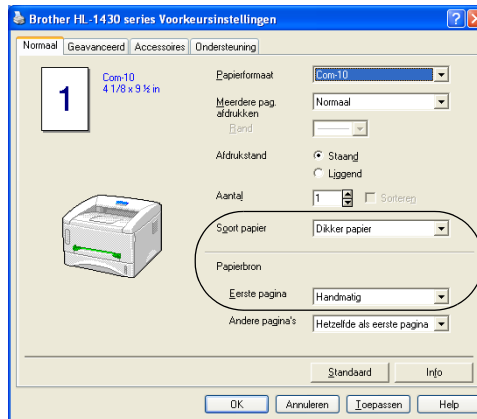 Brother HL-1430 series Voorkeursinstellingen
Normaal Geavanceerd Accessoires Ondersteuning
1
Com-10
4 1/8 x 9 ½ in
Papierformaat Com-10
Meerdere pag. afdrukken Normaal
Rand
Afdrukstand Staand
Liggend
Aantal 1 Sorteren
Soort papier Dikker papier
Papierbron
Eerste pagina Handmatig
Andere pagina's Hetzelfde als eerste pagina
Standaard Info
OK Annuleren Toepassen Help